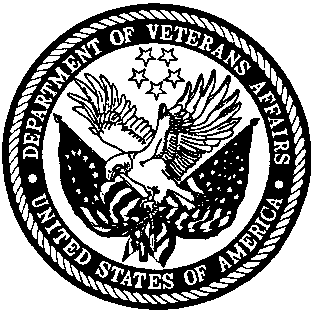 DEPARTMENT OF VETERANS AFFAIRS
UNITED STATES OF AMERICA